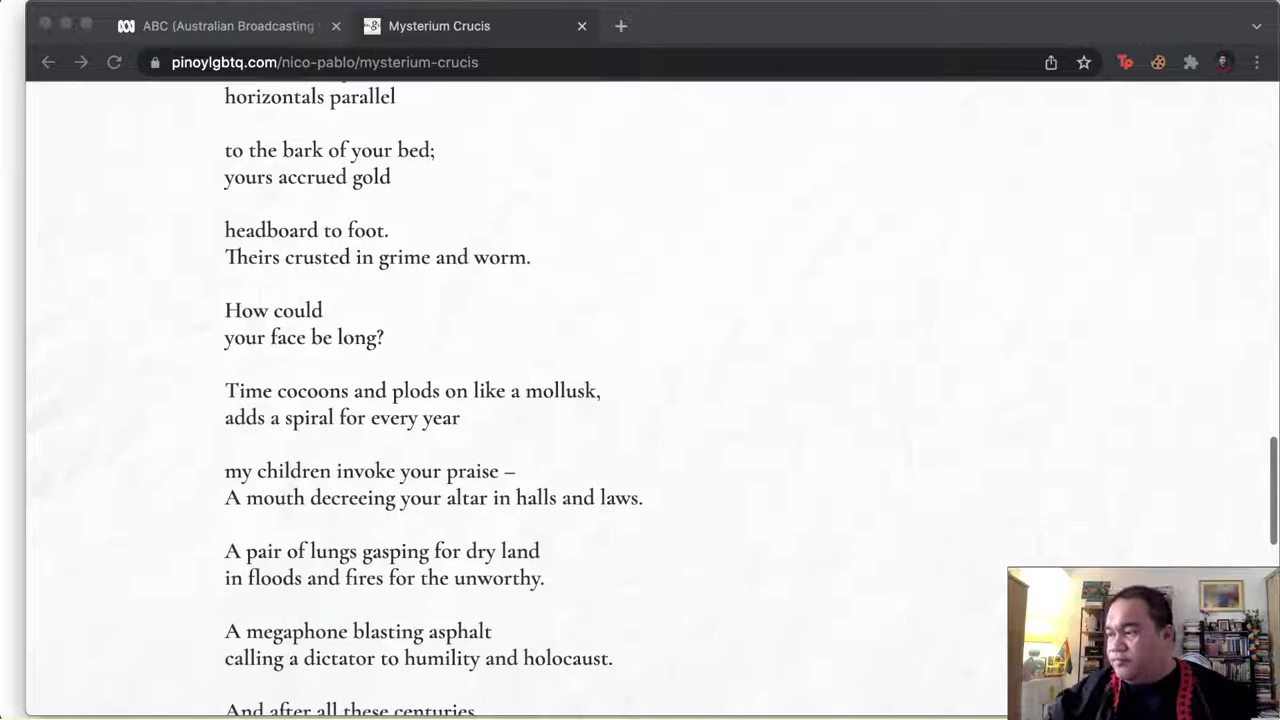 ABC (Australian Broadcasting
Mysterium Crucis
pinoylgbtq.com/nico-pablo/mysterium-crucis
Tp
horizontals parallel
to the bark of your bed;
yours accrued gold
headboard to foot.
Theirs crusted in grime and worm.
How could
your face be long?
Time cocoons and plods on like a mollusk,
adds a spiral for every year
my children invoke your praise –
A mouth decreeing your altar in halls and laws.
A pair of lungs gasping for dry land
in floods and fires for the unworthy.
A megaphone blasting asphalt
calling a dictator to humility and holocaust.
And after all these centuries